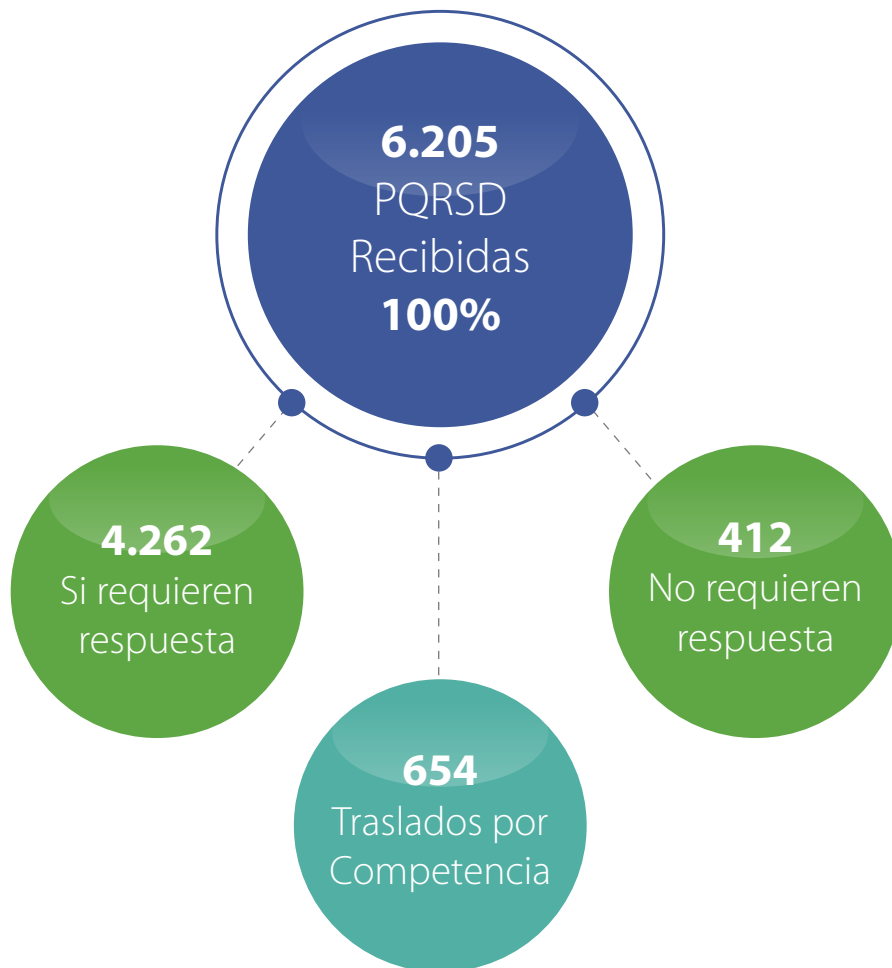 6.205
PQRSD
Recibidas
100%
4.262
Si requieren
respuesta
412
No requieren
respuesta
654
Traslados por
Competencia